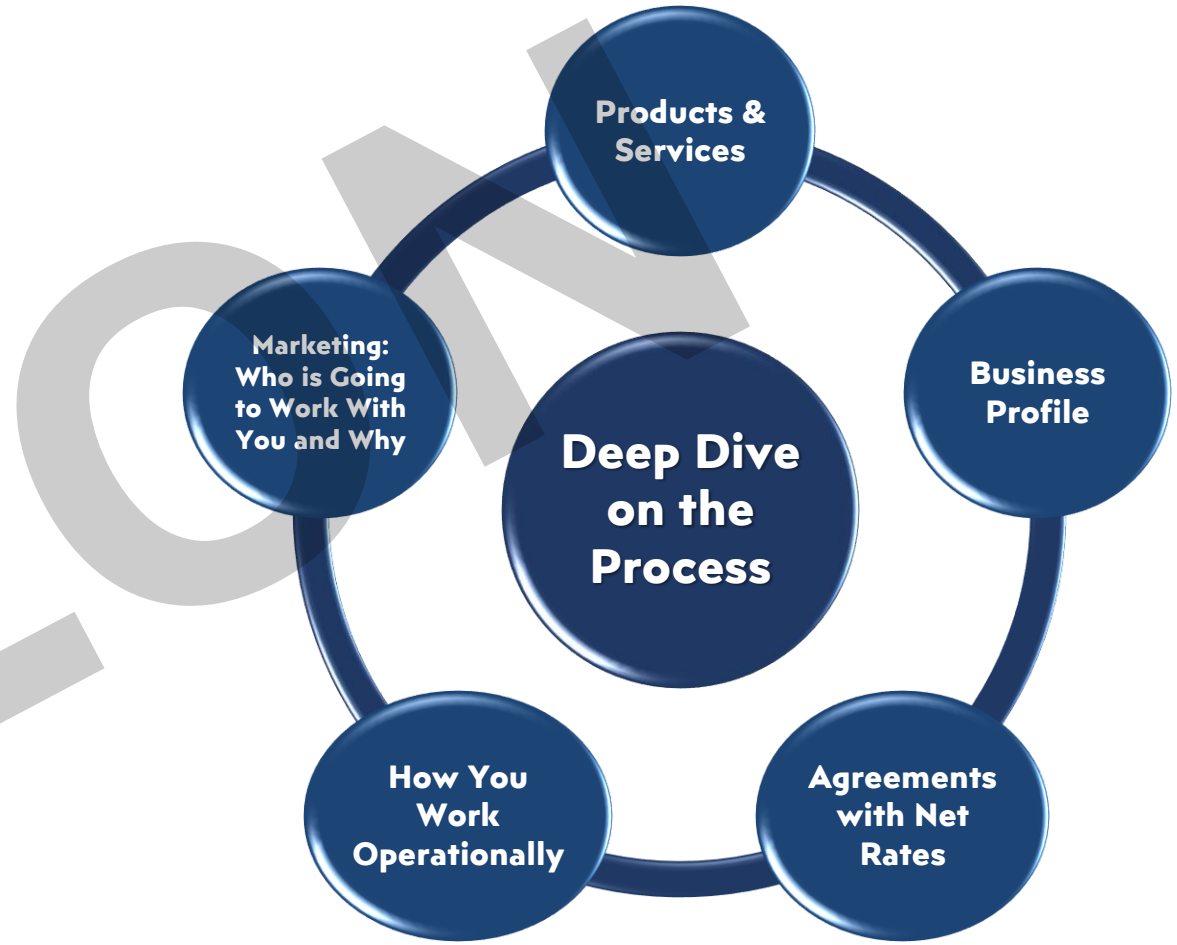 Products &
Services
Business
Profile
Agreements
with Net
Rates
How You
Work
Operationally
Marketing:
Who is Going
to Work With
You and Why
Deep Dive
on the
Process